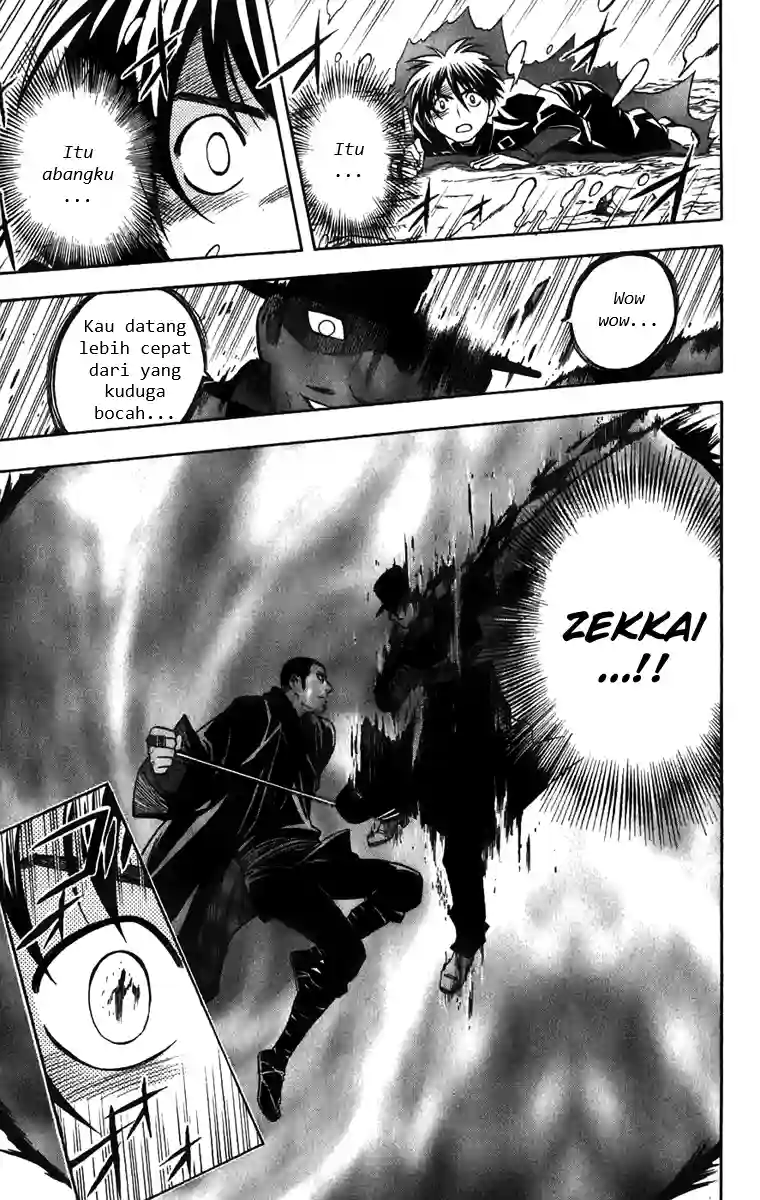 Itu
...
Itu
abangku
...
Wow
wow...
Kau datang
lebih cepat
dari yang
kuduga
bocah...
ZEKKAI
...!!